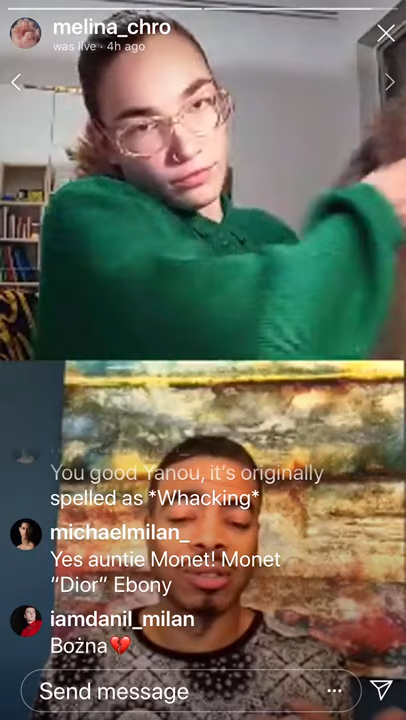 melina_chro
was live · 4h ago
You good Yanou, it's originally
spelled as *Whacking*
michaelmilan_
Yes auntie Monet! Monet
“Dior“ Ebony
iamdanil_milan
Bożna💔
Send message